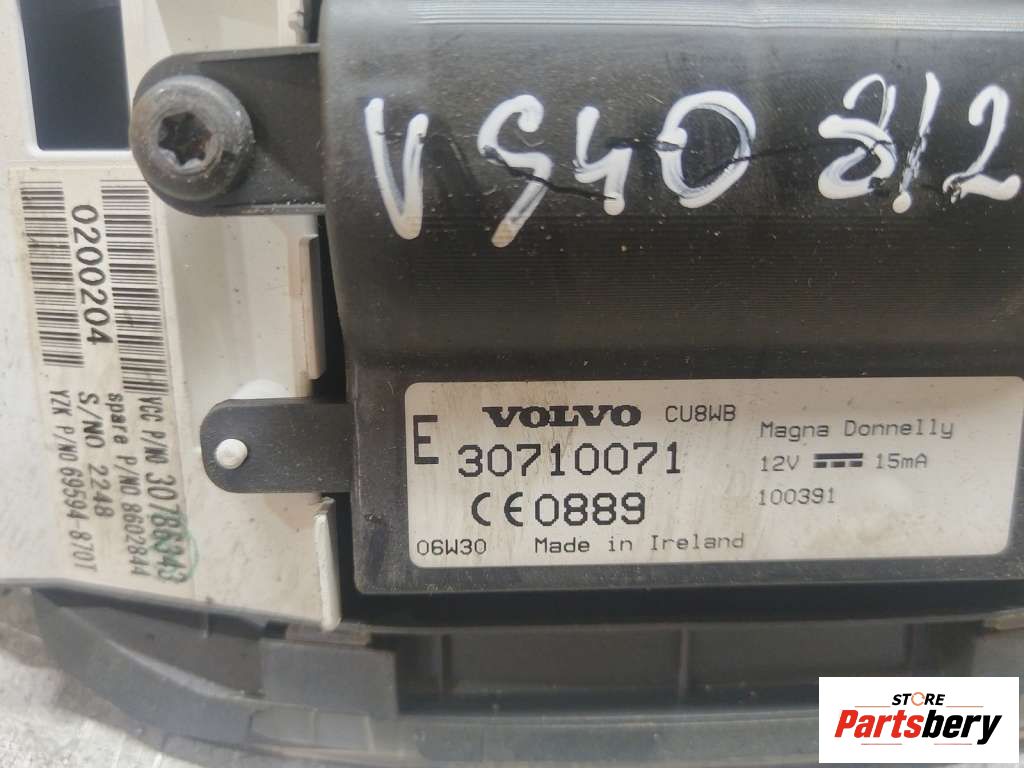 VS40 8/2
0200204
VCC P/NO 30786343
spare P/NO 8602844
S/NO 2248
YZK P/NO 69594-870T
E
VOLVO CU8WB
30710071
CE0889
06W30 Made in Ireland
Magna Donnelly
12V 15mA
100391
STORE
Partsbery